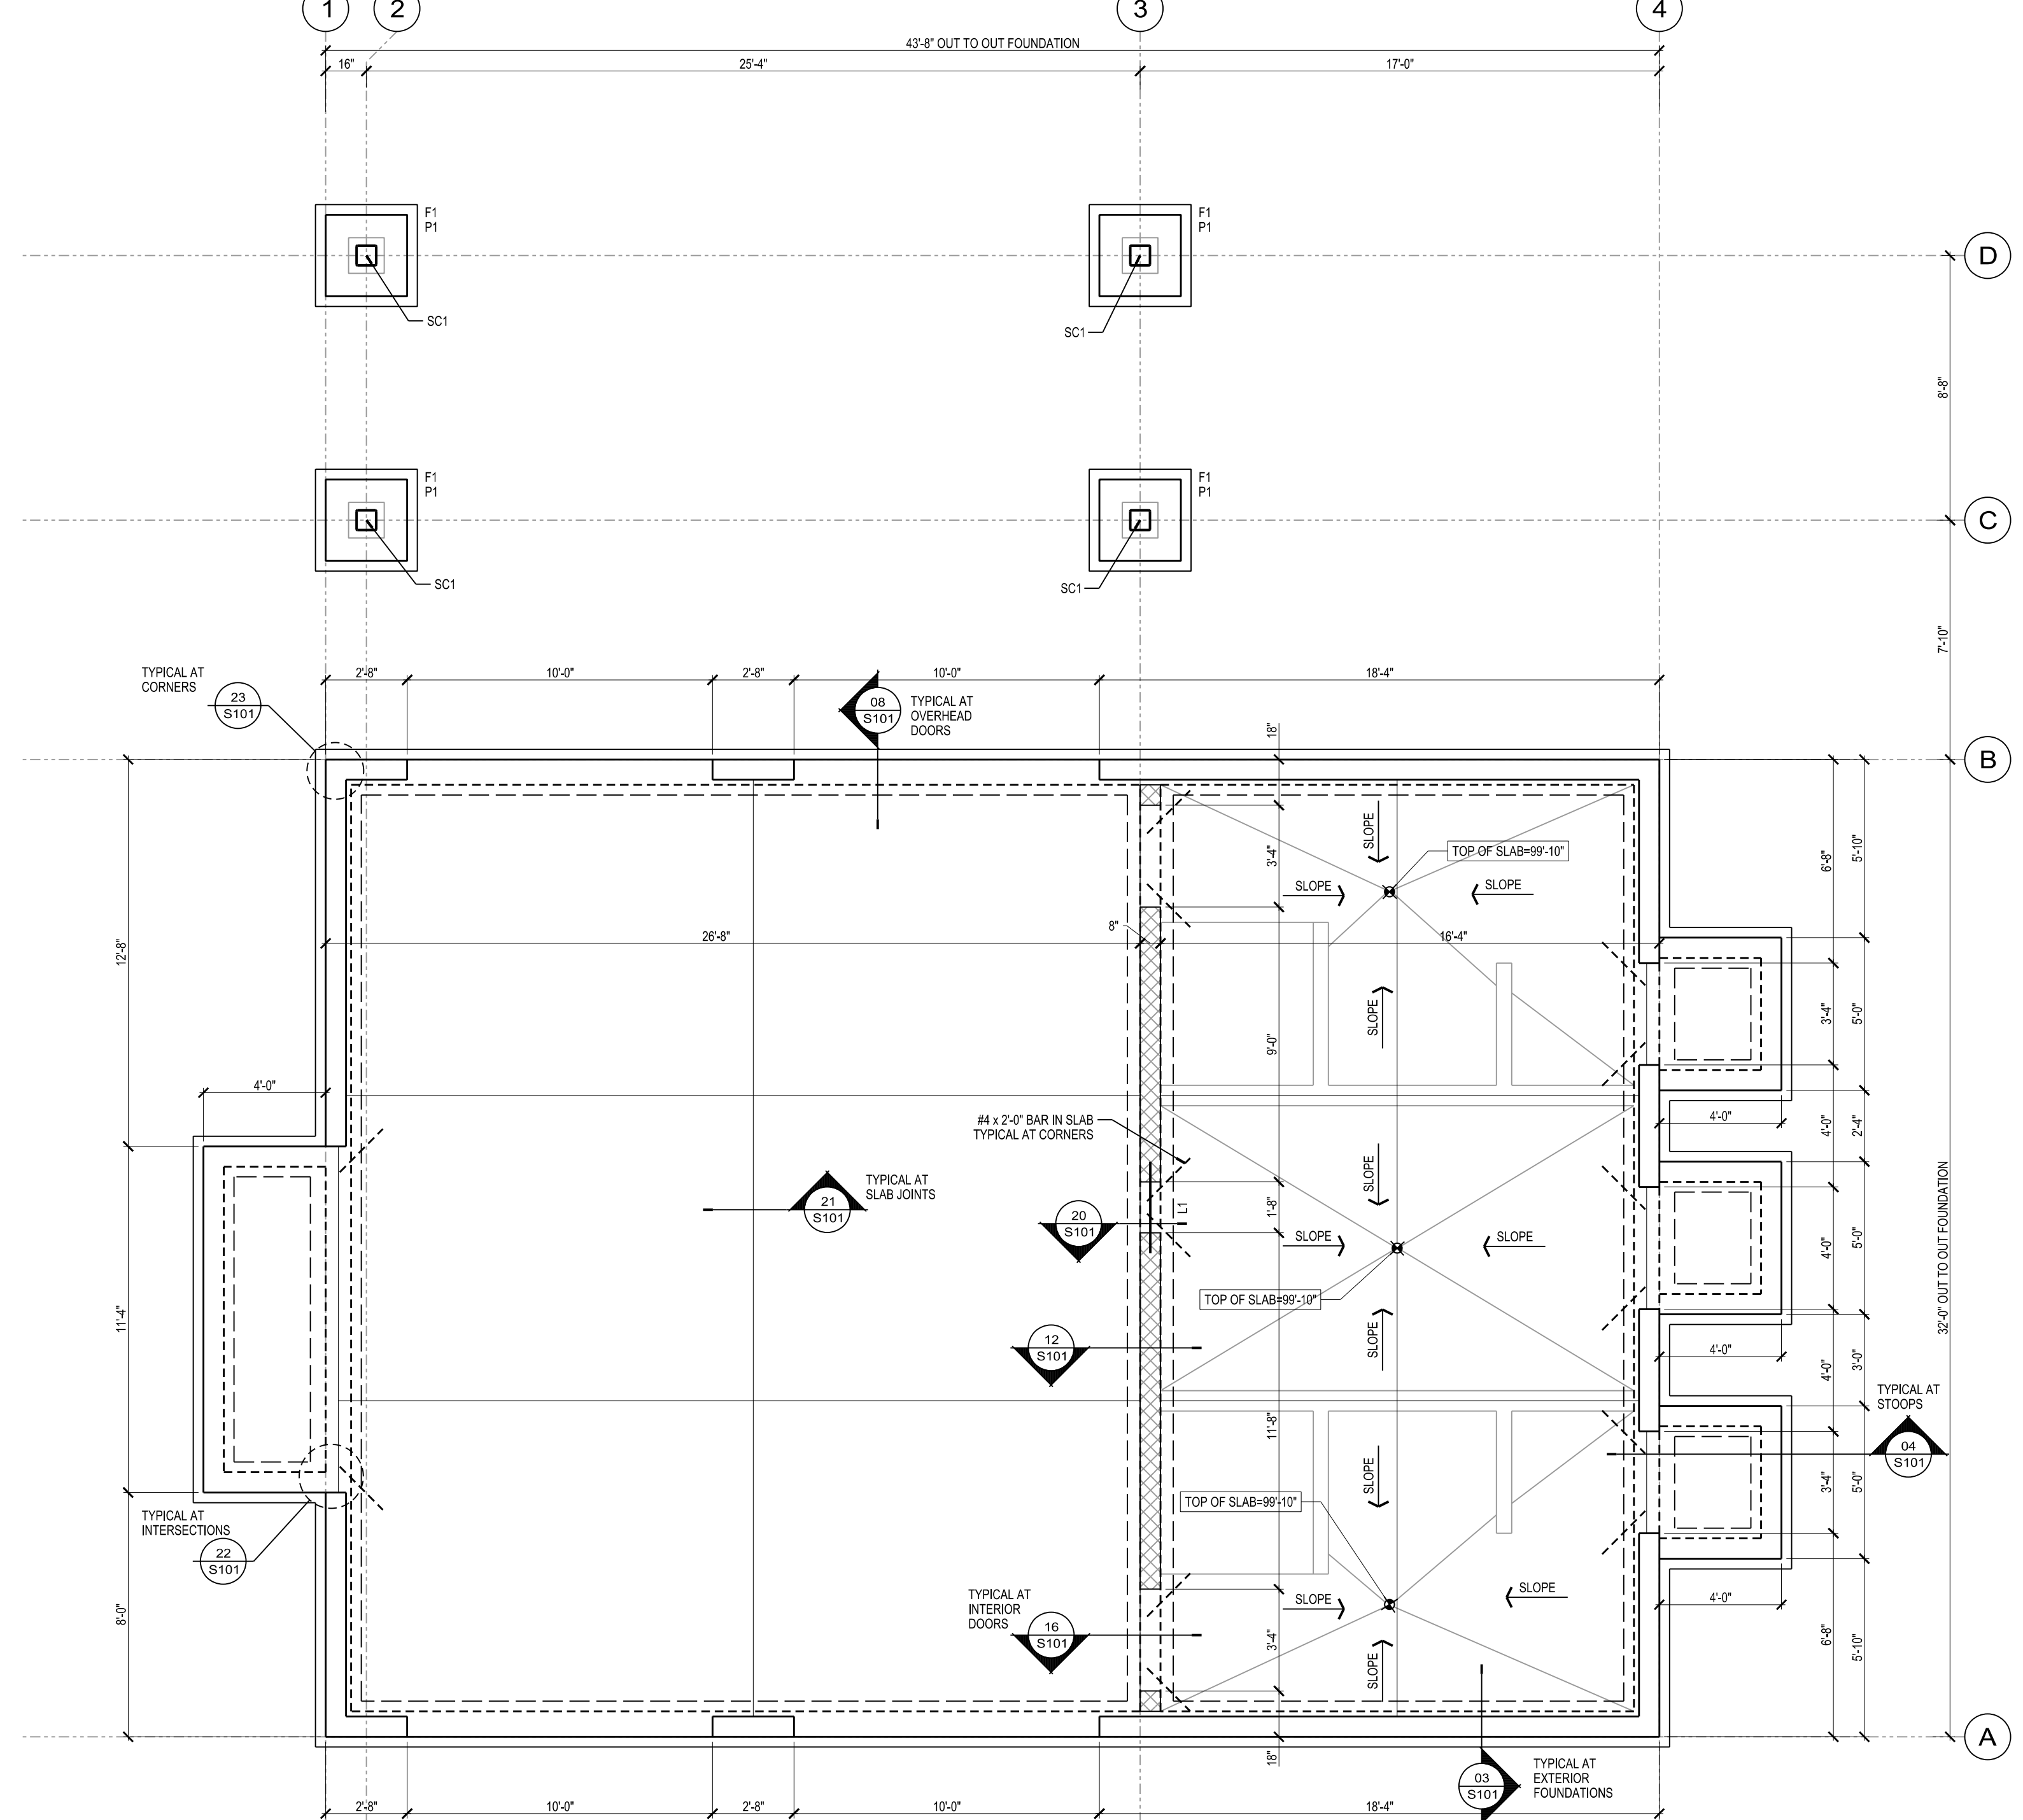 1
2
3
4
43'-8" OUT TO OUT FOUNDATION
16"
25'-4"
17'-0"
F1
P1
F1
P1
D
SC1
SC1
8'-8"
F1
P1
F1
P1
C
SC1
SC1
7'-10"
TYPICAL AT
CORNERS
23
S101
2'-8"
10'-0"
2'-8"
10'-0"
18'-4"
08
S101
TYPICAL AT
OVERHEAD
DOORS
18"
B
SLOPE
TOP OF SLAB=99'-10"
3'-4"
SLOPE
SLOPE
6'-8"
5'-10"
12'-8"
26'-8"
8"
16'-4"
SLOPE
9'-0"
3'-4"
5'-0"
4'-0"
#4 x 2'-0" BAR IN SLAB
TYPICAL AT CORNERS
4'-0"
4'-0"
2'-4"
SLOPE
21
S101
TYPICAL AT
SLAB JOINTS
20
S101
L1
1'-8"
SLOPE
SLOPE
4'-0"
5'-0"
32'-0" OUT TO OUT FOUNDATION
TOP OF SLAB=99'-10"
11'-4"
12
S101
SLOPE
4'-0"
4'-0"
3'-0"
TYPICAL AT
STOOPS
04
S101
11'-8"
SLOPE
3'-4"
5'-0"
TOP OF SLAB=99'-10"
TYPICAL AT
INTERSECTIONS
22
S101
8'-0"
TYPICAL AT
INTERIOR
DOORS
16
S101
SLOPE
SLOPE
4'-0"
3'-4"
SLOPE
6'-8"
5'-10"
18"
A
03
S101
TYPICAL AT
EXTERIOR
FOUNDATIONS
2'-8"
10'-0"
2'-8"
10'-0"
18'-4"